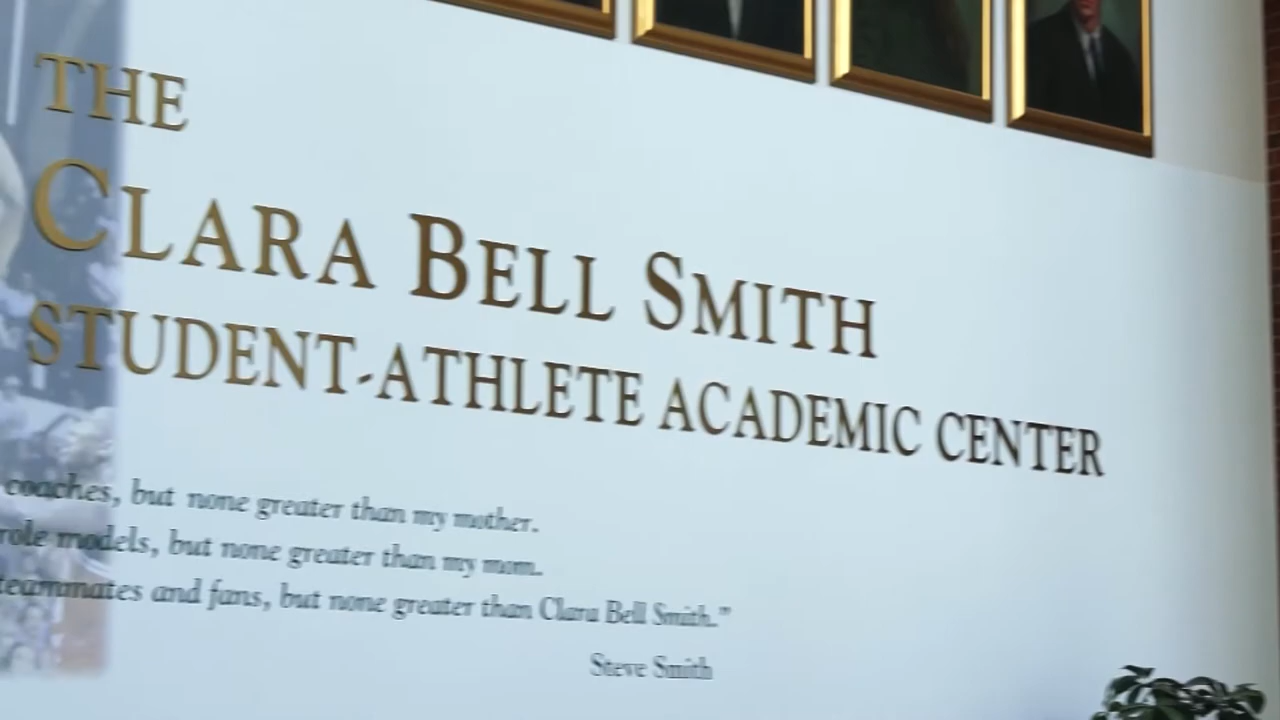 THE
CLARA BELL SMITH
STUDENT-ATHLETE ACADEMIC CENTER
coaches, but none greater than my mother.
role models, but none greater than my mom.
teammates and fans, but none greater than Clara Bell Smith."
Steve Smith